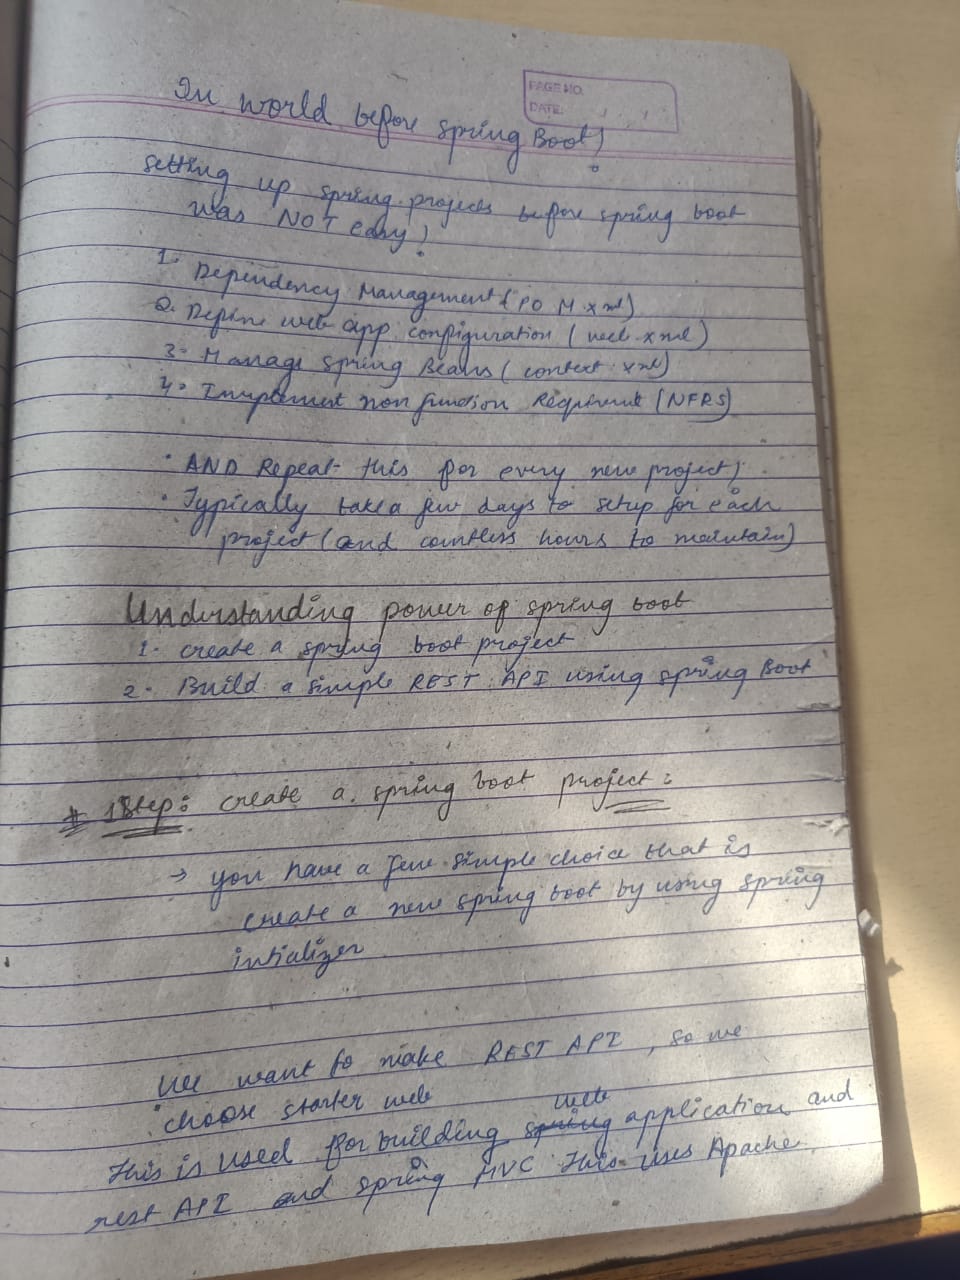 In world before spring Boot!
PAGE NO.
DATE: / /
setting up spring projects before spring boot
was NOT easy!
1. Dependency Management (POM.xml)
2. Define web app configuration (web.xml)
3. Manage spring Beans (context.xml)
4. Implement non function Requirement (NFRS)
• AND Repeat this for every new project;
• Typically take a few days to setup for each
project (and countless hours to maintain)
Understanding power of spring boot
1. create a spring boot project
2. Build a simple REST API using spring Boot
# 1 Step: create a spring boot project:
→ you have a few simple choice that is
create a new spring boot by using spring
intializer
we want to make REST API, so we
choose starter web
web
This is used for building spring application and
rest API and spring MVC This uses Apache